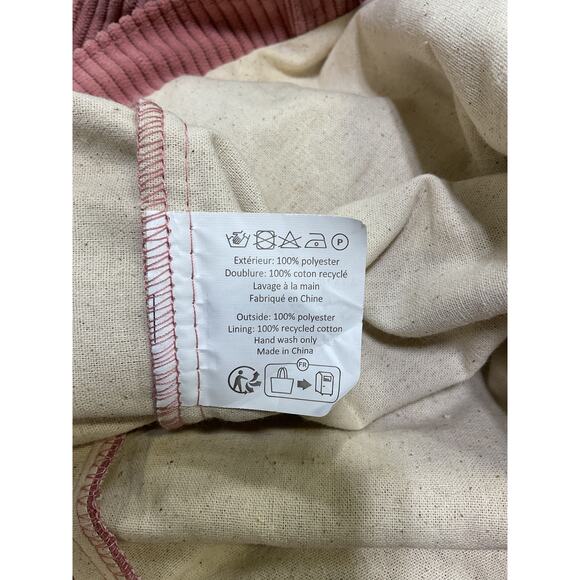 P
Extérieur: 100% polyester
Doublure: 100% coton recyclé
Lavage à la main
Fabriqué en Chine
Outside: 100% polyester
Lining: 100% recycled cotton
Hand wash only
Made in China
FR